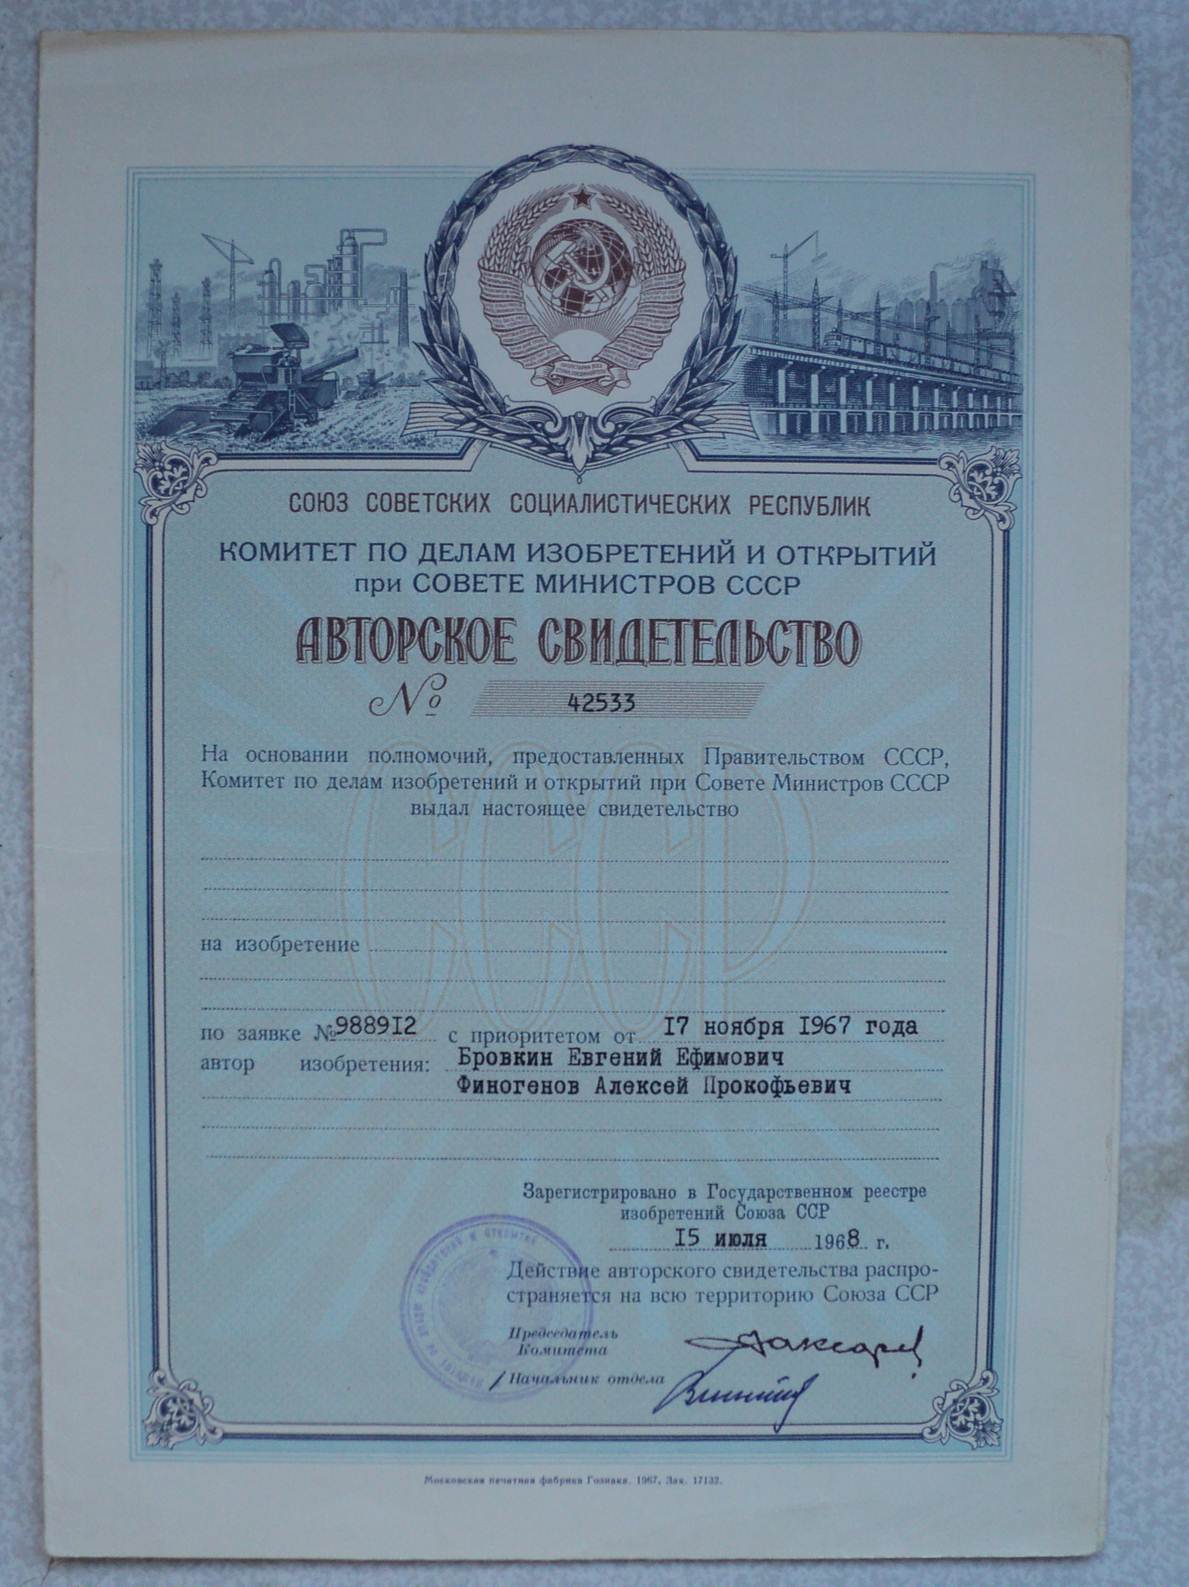 СОЮЗ СОВЕТСКИХ СОЦИАЛИСТИЧЕСКИХ РЕСПУБЛИК
КОМИТЕТ ПО ДЕЛАМ ИЗОБРЕТЕНИЙ И ОТКРЫТИЙ
при СОВЕТЕ МИНИСТРОВ СССР
АВТОРСКОЕ СВИДЕТЕЛЬСТВО
№ 42533
На основании полномочий, предоставленных Правительством СССР,
Комитет по делам изобретений и открытий при Совете Министров СССР
выдал настоящее свидетельство
СССР
на изобретение
по заявке №988912 с приоритетом от 17 ноября 1967 года
автор изобретения: Бровкин Евгений Ефимович
Финогенов Алексей Прокофьевич
Зарегистрировано в Государственном реестре
изобретений Союза ССР
15 июля 1968 г.
Действие авторского свидетельства распро-
страняется на всю территорию Союза ССР
Председатель
Комитета
Начальник отдела
Московская печатная фабрика Гознака. 1967, Зак. 17132.